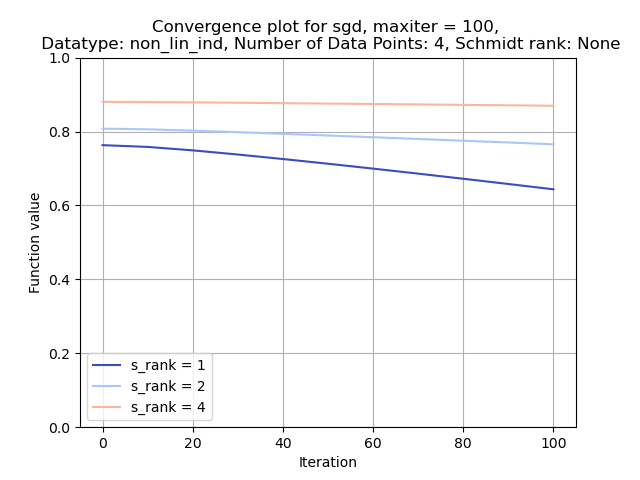 Convergence plot for sgd, maxiter = 100,
Datatype: non_lin_ind, Number of Data Points: 4, Schmidt rank: None
1.0
0.8
0.6
0.4
0.2
0.0
Function value
s_rank = 1
s_rank = 2
s_rank = 4
0 20 40 60 80 100
Iteration